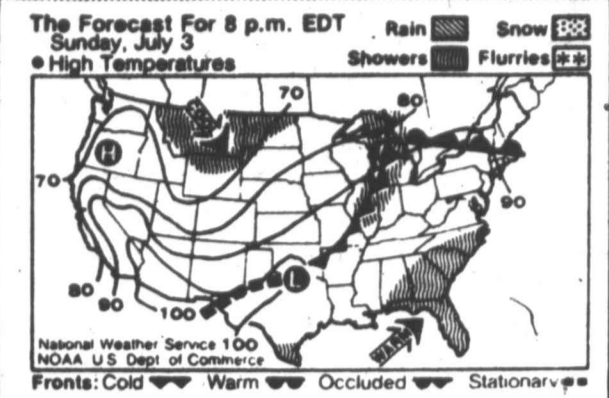 The Forecast For 8 p.m. EDT
Sunday, July 3
● High Temperatures
Rain Snow
Showers Flurries
70
80
H
70
90
80
90
100
L
100
WARM
National Weather Service
NOAA U S Dept of Commerce
Fronts: Cold Warm Occluded Stationary